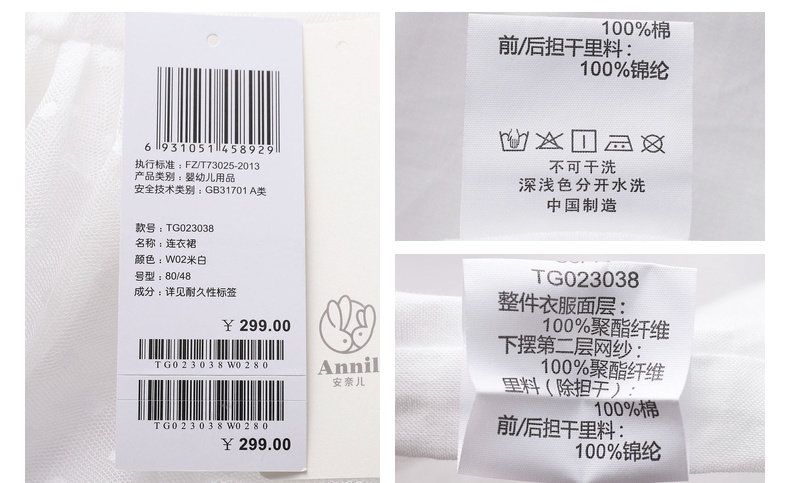 6 931051 458929
执行标准：FZ/T73025-2013
产品类别：婴幼儿用品
安全技术类别：GB31701 A类
款号：TG023038
名称：连衣裙
颜色：W02米白
号型：80/48
成分：详见耐久性标签
¥ 299.00
TG023038W0280
TG023038W0280
¥ 299.00
Annil
安奈儿
100%棉
前/后担干里料：
100%锦纶
不可干洗
深浅色分开水洗
中国制造
TG023038
整件衣服面层：
100%聚酯纤维
下摆第二层网纱：
100%聚酯纤维
里料（除担干）：
100%棉
前/后担干里料：
100%锦纶